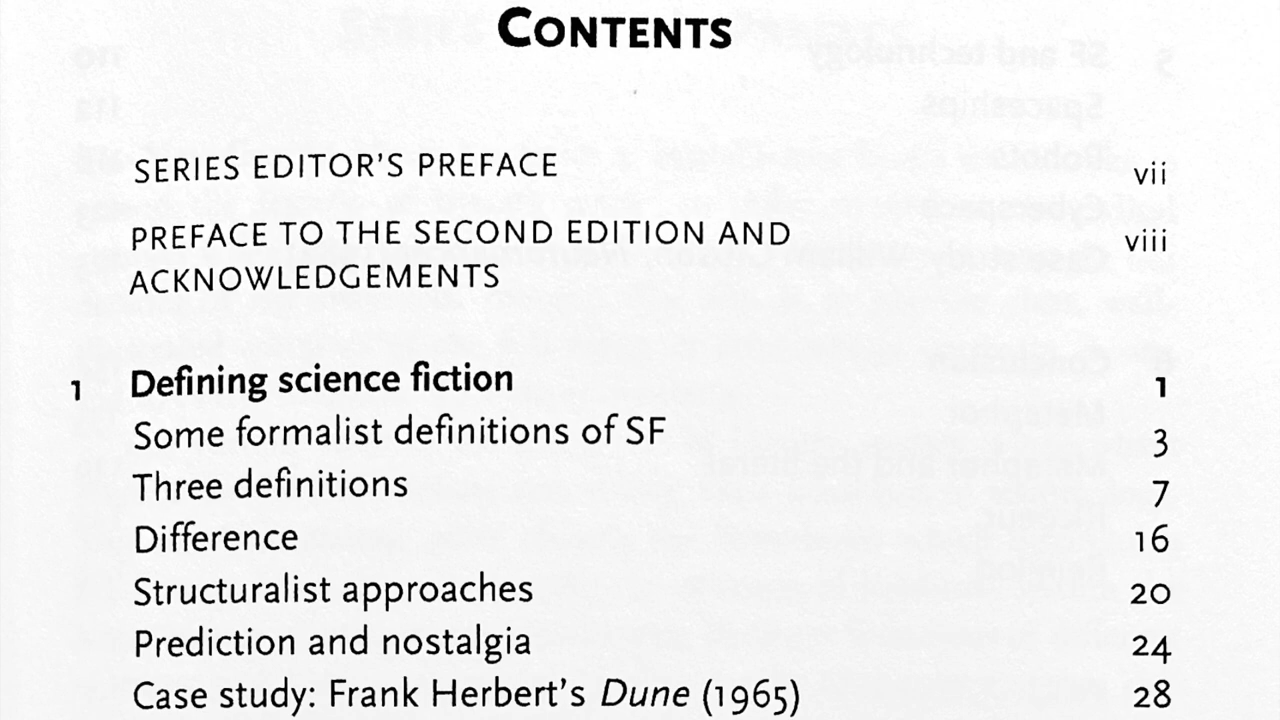 CONTENTS
SERIES EDITOR'S PREFACE vii
PREFACE TO THE SECOND EDITION AND viii
ACKNOWLEDGEMENTS
1 Defining science fiction 1
Some formalist definitions of SF 3
Three definitions 7
Difference 16
Structuralist approaches 20
Prediction and nostalgia 24
Case study: Frank Herbert's Dune (1965) 28